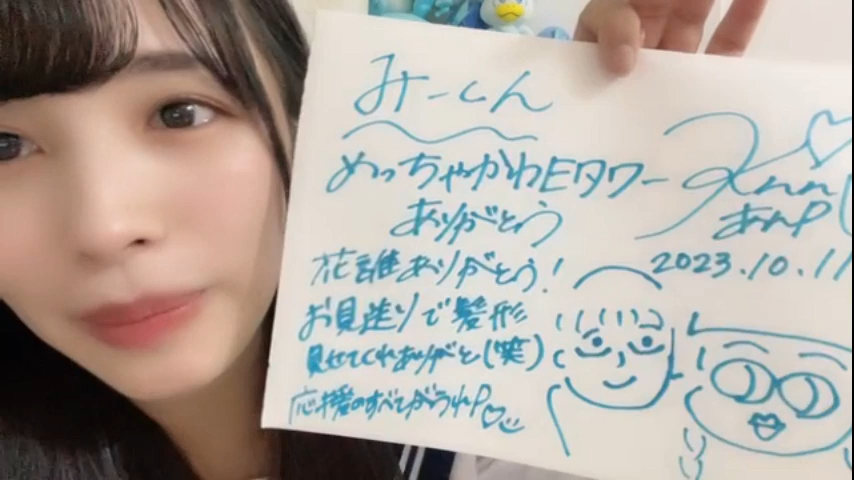 みーしん
めっちゃかわEタワー
ありがとう
花誰ありがとう!
お見送りで髪形
見せてくれありがと(笑)
応援のすべてがうれP♡
あんP
2023.10.11